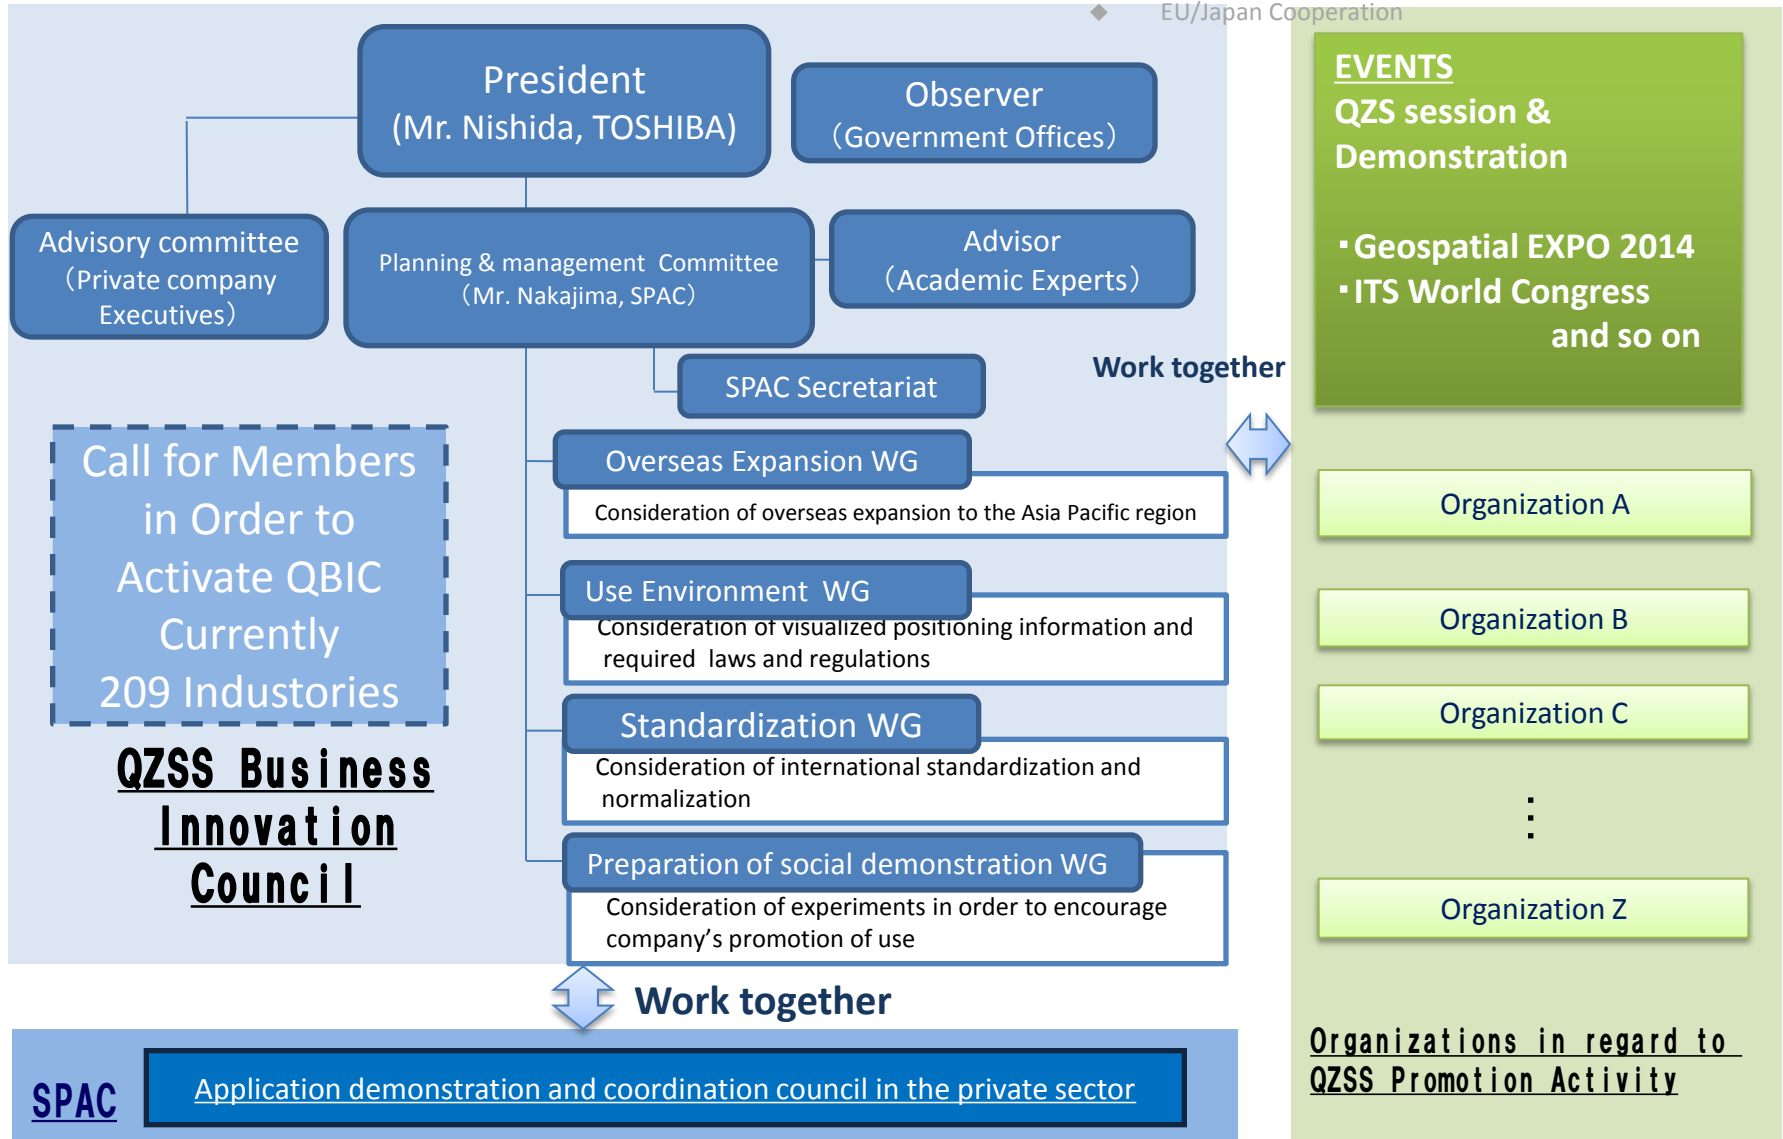 ◆ EU/Japan Cooperation
President
(Mr. Nishida, TOSHIBA)
Observer
（Government Offices）
Advisory committee
（Private company
Executives）
Planning & management Committee
（Mr. Nakajima, SPAC）
Advisor
（Academic Experts）
SPAC Secretariat
Call for Members
in Order to
Activate QBIC
Currently
209 Industories
QZSS Business
Innovation
Council
Overseas Expansion WG
Consideration of overseas expansion to the Asia Pacific region
Use Environment WG
Consideration of visualized positioning information and
required laws and regulations
Standardization WG
Consideration of international standardization and
normalization
Preparation of social demonstration WG
Consideration of experiments in order to encourage
company’s promotion of use
Work together
Work together
SPAC
Application demonstration and coordination council in the private sector
EVENTS
QZS session &
Demonstration
・Geospatial EXPO 2014
・ITS World Congress
and so on
Organization A
Organization B
Organization C
⋮
Organization Z
Organizations in regard to
QZSS Promotion Activity